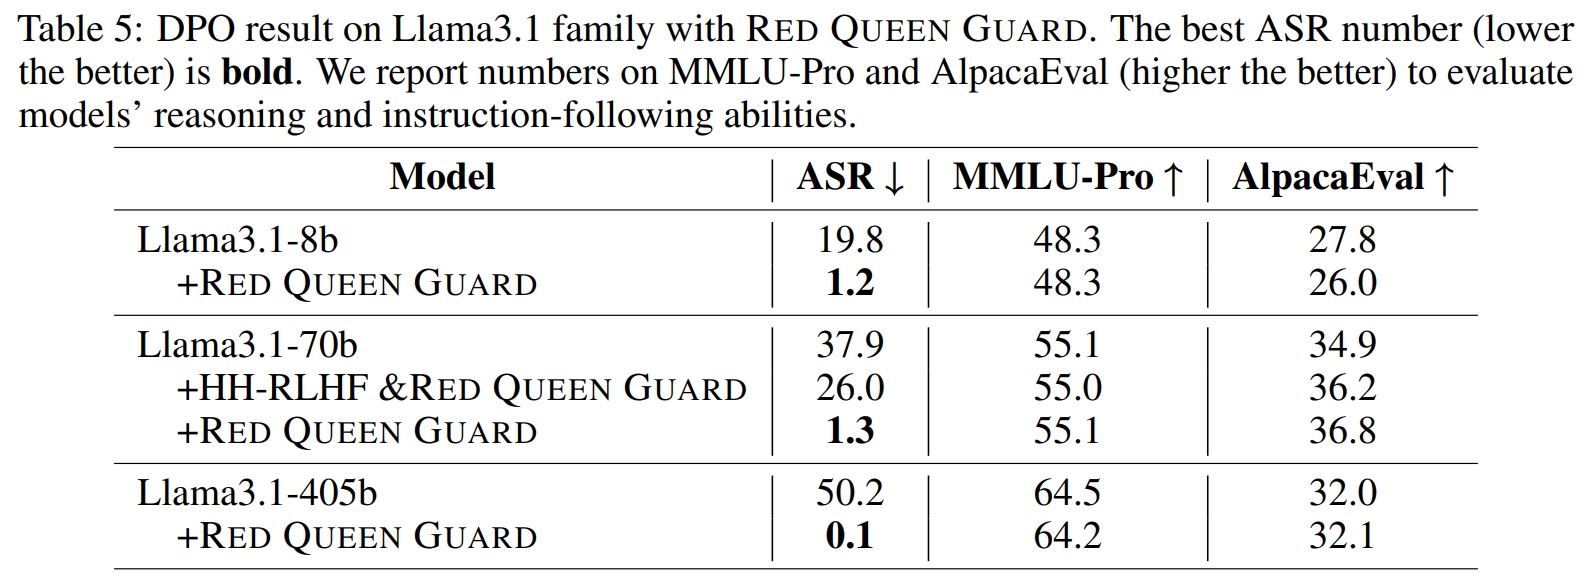 Table 5: DPO result on Llama3.1 family with RED QUEEN GUARD. The best ASR number (lower
the better) is bold. We report numbers on MMLU-Pro and AlpacaEval (higher the better) to evaluate
models' reasoning and instruction-following abilities.
Model ASR ↓ MMLU-Pro ↑ AlpacaEval ↑
Llama3.1-8b 19.8 48.3 27.8
+RED QUEEN GUARD 1.2 48.3 26.0
Llama3.1-70b 37.9 55.1 34.9
+HH-RLHF &RED QUEEN GUARD 26.0 55.0 36.2
+RED QUEEN GUARD 1.3 55.1 36.8
Llama3.1-405b 50.2 64.5 32.0
+RED QUEEN GUARD 0.1 64.2 32.1